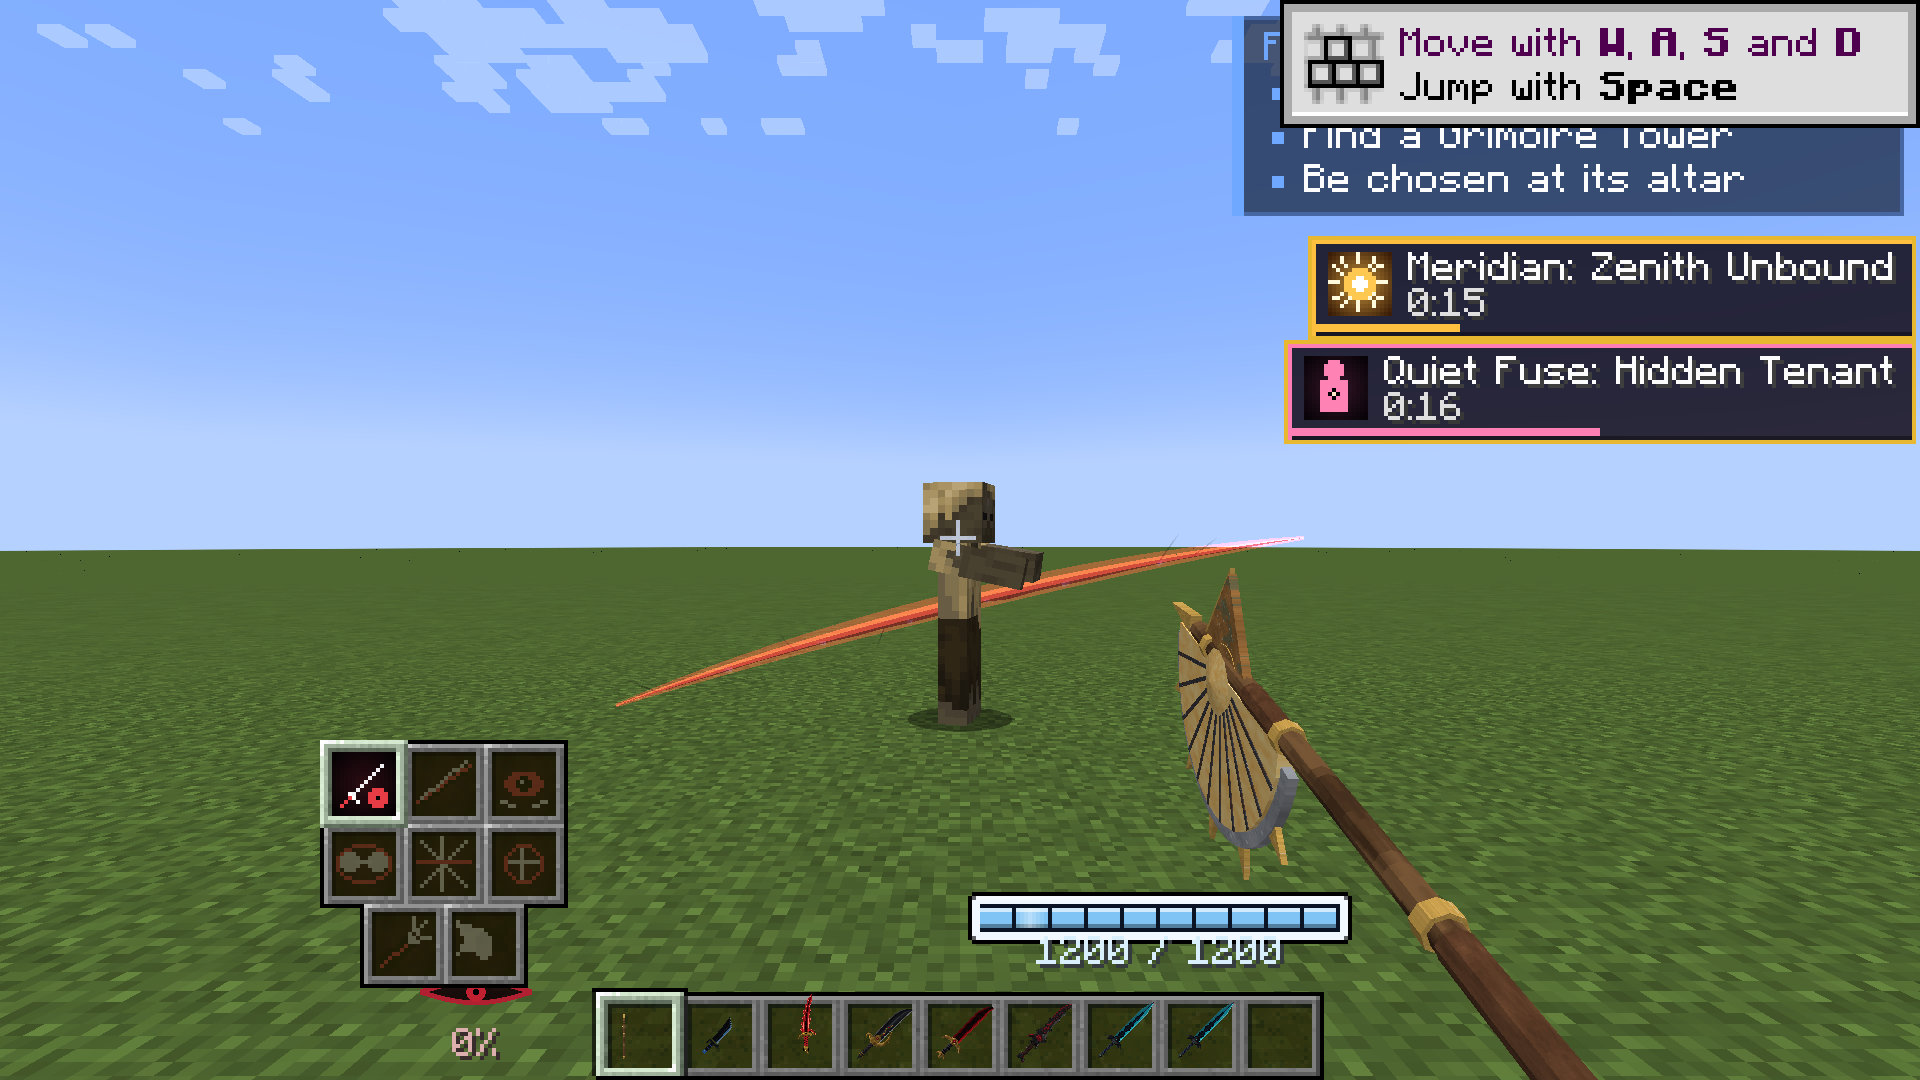 Move with W, A, S and D
Jump with Space
Find a Grimoire Tower
Be chosen at its altar
Meridian: Zenith Unbound
0:15
Quiet Fuse: Hidden Tenant
0:16
1200 / 1200
0%